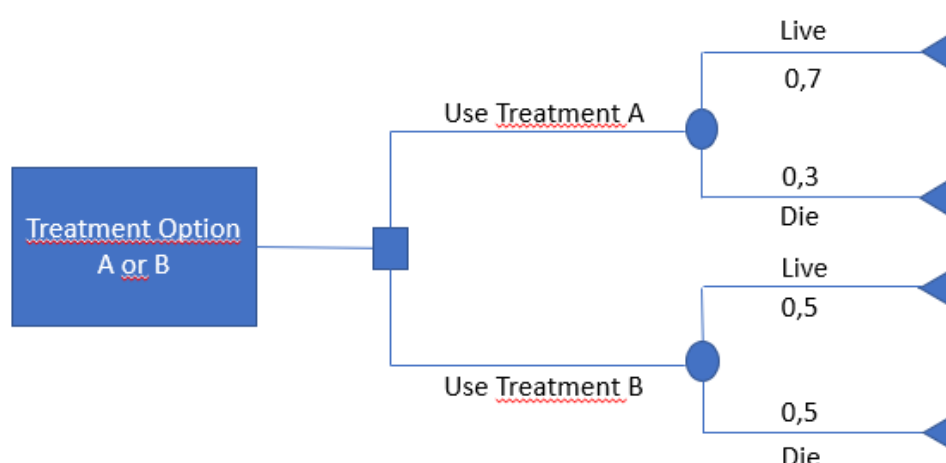 Live
0,7
Use Treatment A
0,3
Die
Treatment Option
A or B
Live
0,5
Use Treatment B
0,5
Die